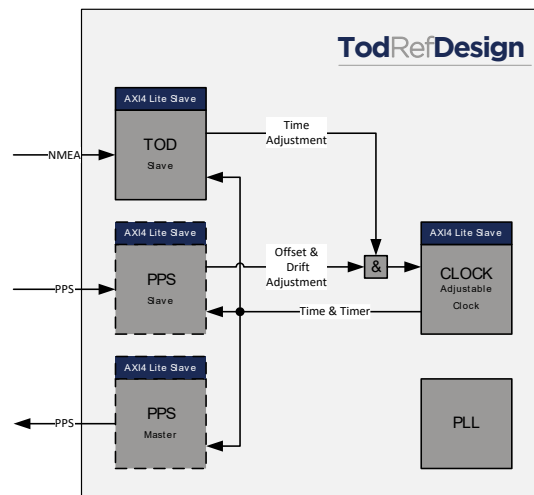 TodRefDesign
AXI4 Lite Slave
TOD
Slave
NMEA
Time
Adjustment
AXI4 Lite Slave
PPS
Slave
PPS
Offset &
Drift
Adjustment
&
AXI4 Lite Slave
CLOCK
Adjustable
Clock
Time & Timer
AXI4 Lite Slave
PPS
Master
PPS
PLL